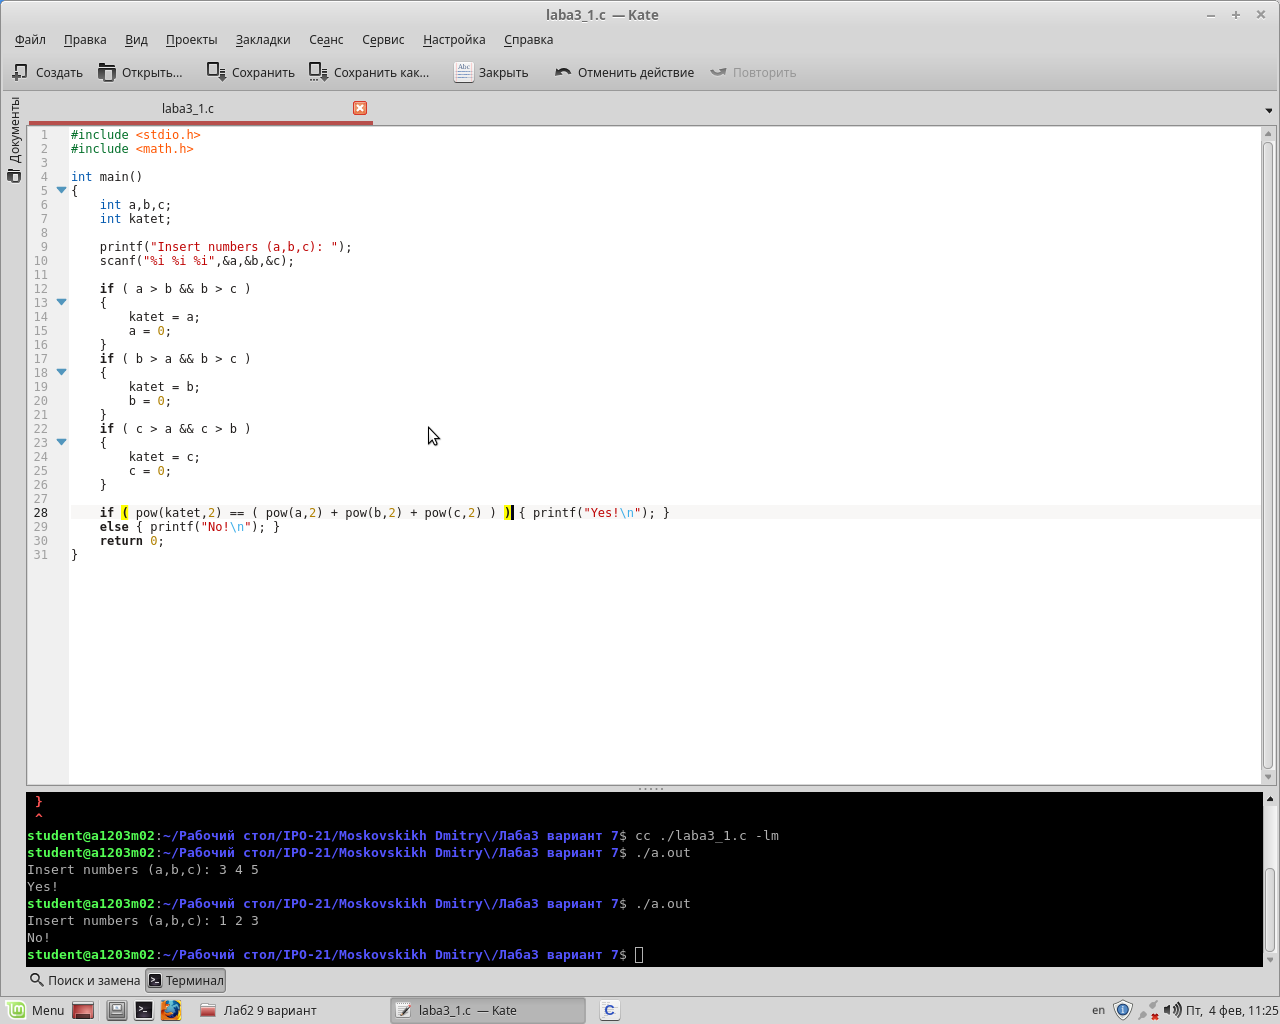 laba3_1.c — Kate
Файл Правка Вид Проекты Закладки Сеанс Сервис Настройка Справка
Создать Открыть... Сохранить Сохранить как... Abc Закрыть Отменить действие Повторить
Документы
laba3_1.c
1 #include <stdio.h>
2 #include <math.h>
3
4 int main()
5 {
6 int a,b,c;
7 int katet;
8
9 printf("Insert numbers (a,b,c): ");
10 scanf("%i %i %i",&a,&b,&c);
11
12 if ( a > b && b > c )
13 {
14 katet = a;
15 a = 0;
16 }
17 if ( b > a && b > c )
18 {
19 katet = b;
20 b = 0;
21 }
22 if ( c > a && c > b )
23 {
24 katet = c;
25 c = 0;
26 }
27
28 if ( pow(katet,2) == ( pow(a,2) + pow(b,2) + pow(c,2) ) ) { printf("Yes!\n"); }
29 else { printf("No!\n"); }
30 return 0;
31 }
}
^
student@a1203m02:~/Рабочий стол/IPO-21/Moskovskikh Dmitry\/Лаба3 вариант 7$ cc ./laba3_1.c -lm
student@a1203m02:~/Рабочий стол/IPO-21/Moskovskikh Dmitry\/Лаба3 вариант 7$ ./a.out
Insert numbers (a,b,c): 3 4 5
Yes!
student@a1203m02:~/Рабочий стол/IPO-21/Moskovskikh Dmitry\/Лаба3 вариант 7$ ./a.out
Insert numbers (a,b,c): 1 2 3
No!
student@a1203m02:~/Рабочий стол/IPO-21/Moskovskikh Dmitry\/Лаба3 вариант 7$
Поиск и замена Терминал
Menu Лаб2 9 вариант laba3_1.c — Kate C en Пт, 4 фев, 11:25